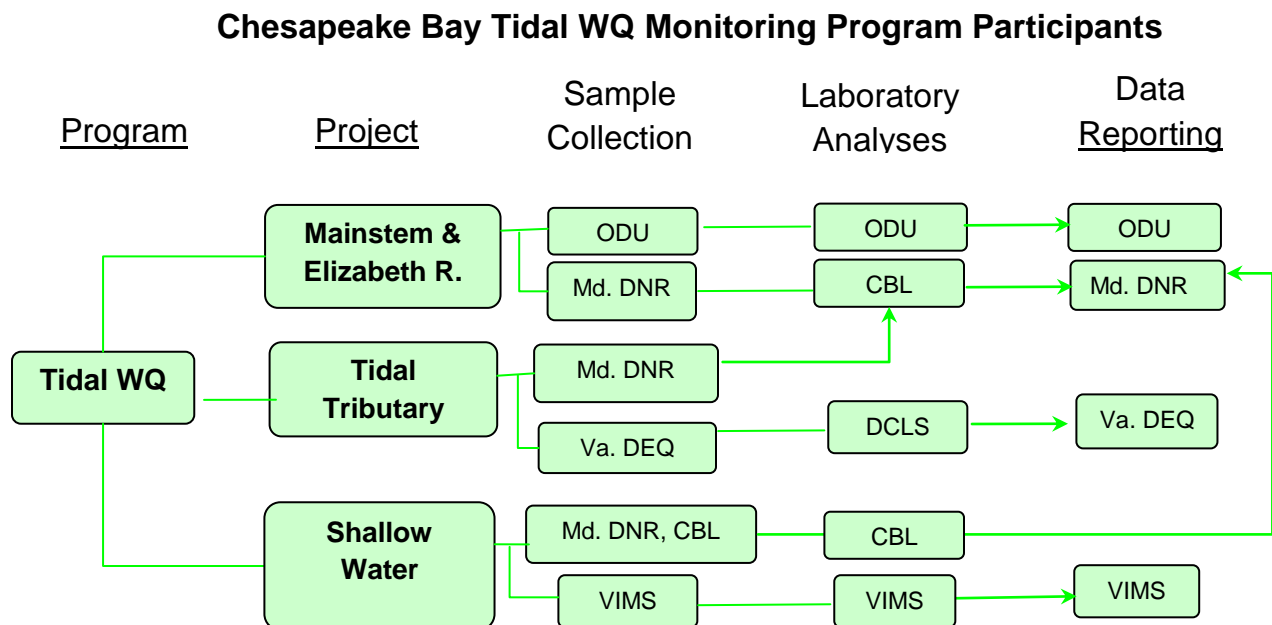 Chesapeake Bay Tidal WQ Monitoring Program Participants
Program
Project
Sample
Collection
Laboratory
Analyses
Data
Reporting
Mainstem &
Elizabeth R.
ODU
ODU
ODU
Md. DNR
CBL
Md. DNR
Tidal WQ
Tidal
Tributary
Md. DNR
Va. DEQ
DCLS
Va. DEQ
Shallow
Water
Md. DNR, CBL
CBL
VIMS
VIMS
VIMS